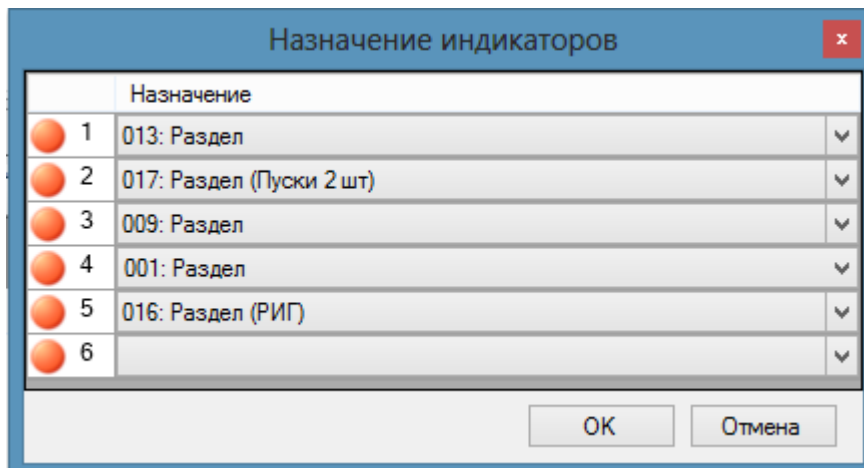 Назначение индикаторов
x
Назначение
1 013: Раздел
2 017: Раздел (Пуски 2 шт)
3 009: Раздел
4 001: Раздел
5 016: Раздел (РИГ)
6
OK Отмена